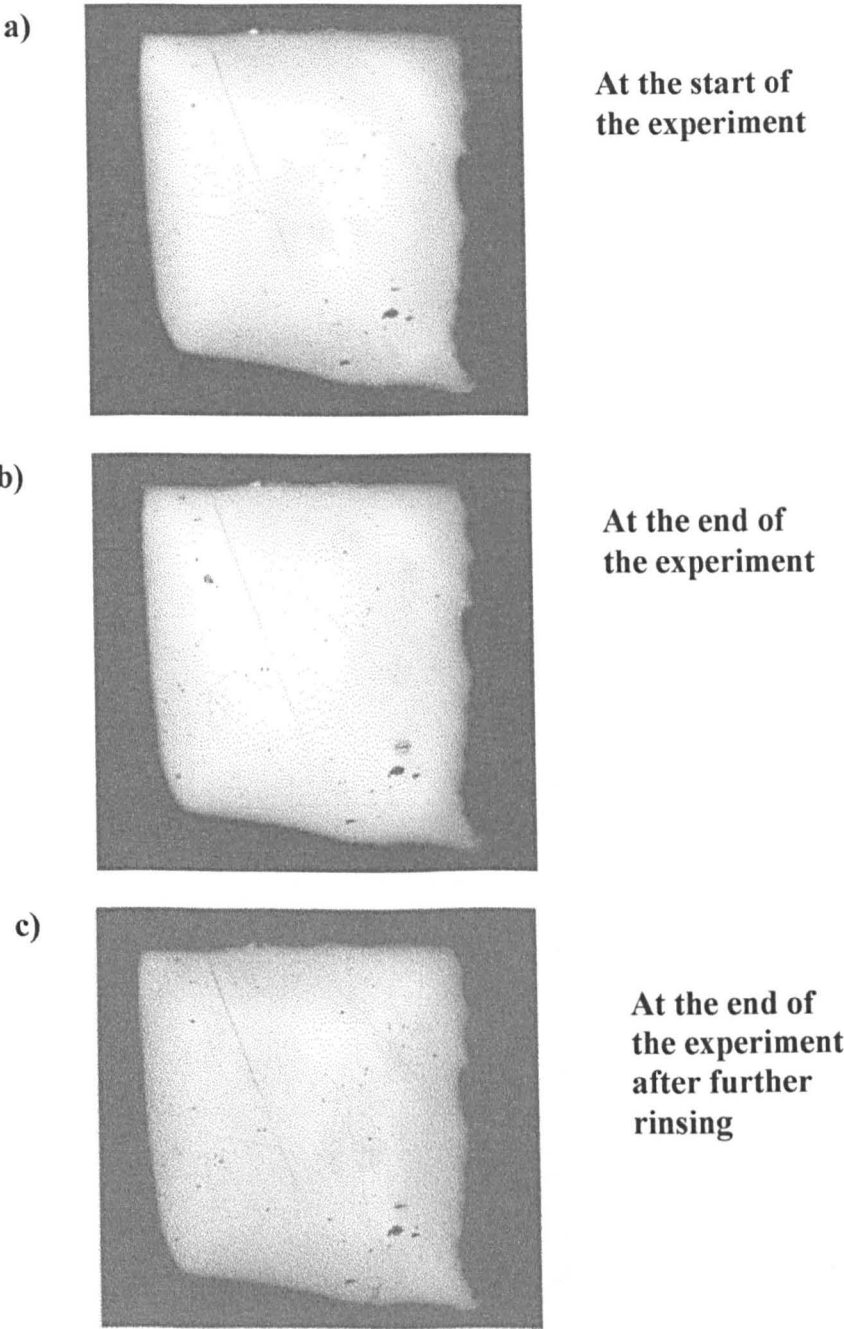 a)
At the start of
the experiment
b)
At the end of
the experiment
c)
At the end of
the experiment
after further
rinsing